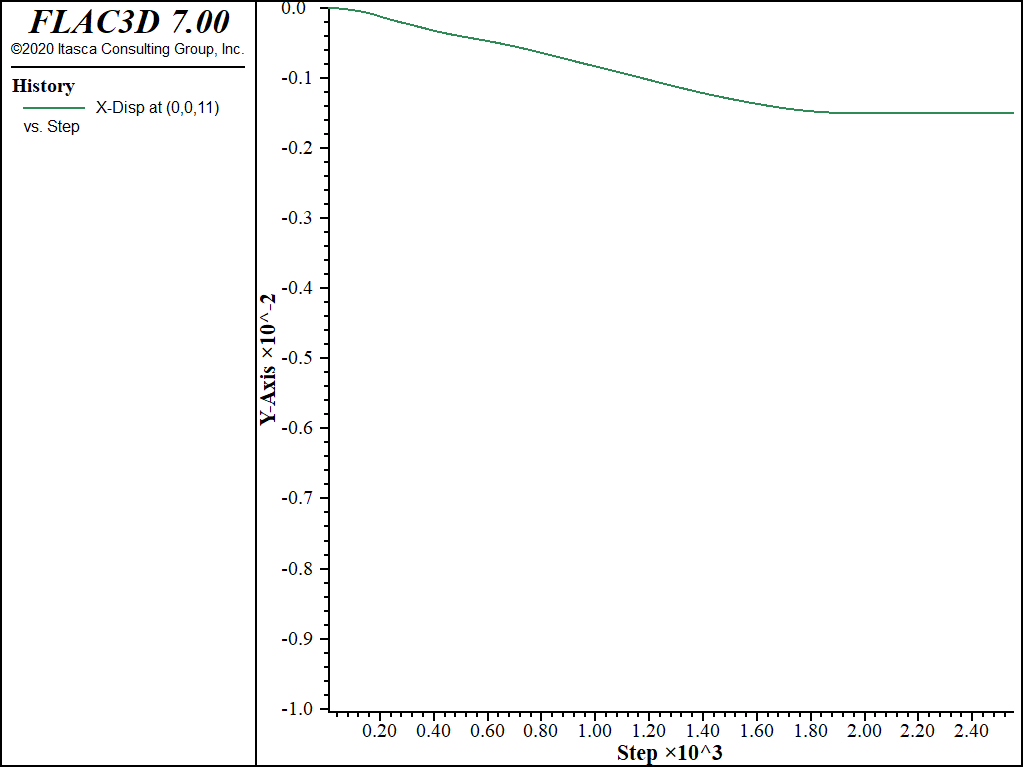 FLAC3D 7.00
©2020 Itasca Consulting Group, Inc.
History
X-Disp at (0,0,11)
vs. Step
0.0
-0.1
-0.2
-0.3
-0.4
-0.5
-0.6
-0.7
-0.8
-0.9
-1.0
Y-Axis ×10^-2
0.20 0.40 0.60 0.80 1.00 1.20 1.40 1.60 1.80 2.00 2.20 2.40
Step ×10^3